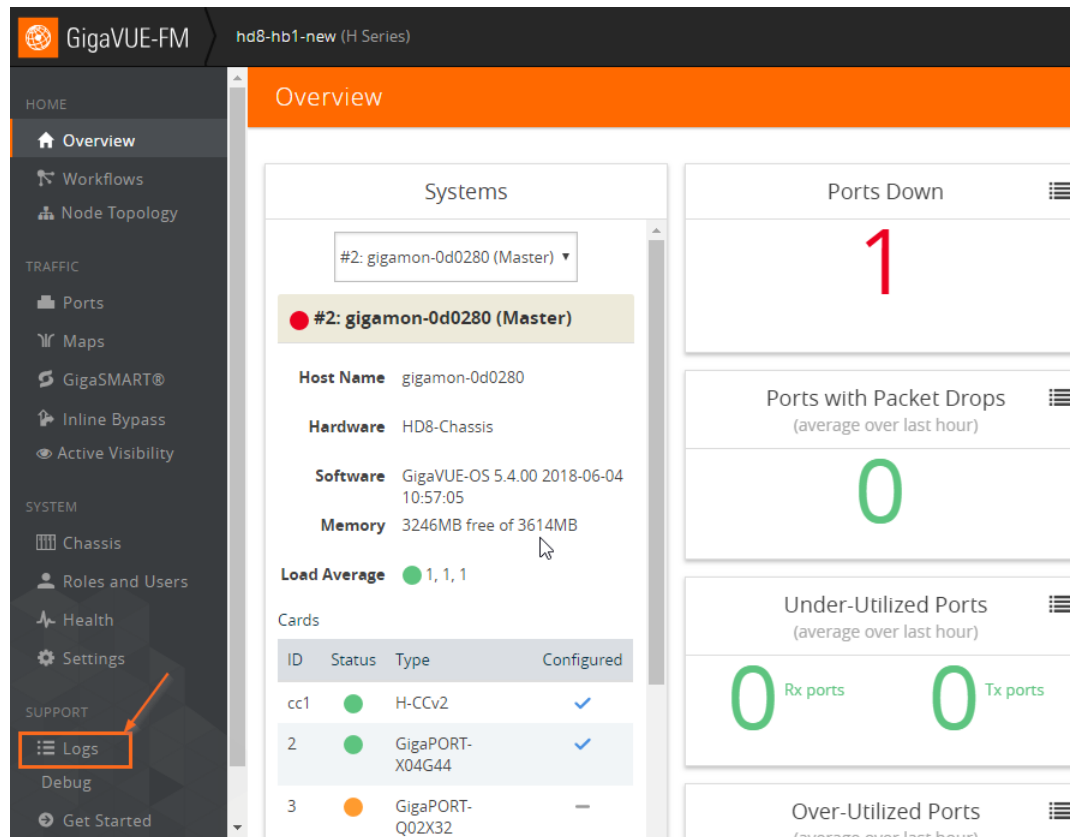 GigaVUE-FM
hd8-hb1-new (H Series)
HOME
Overview
Workflows
Node Topology
TRAFFIC
Ports
Maps
GigaSMART®
Inline Bypass
Active Visibility
SYSTEM
Chassis
Roles and Users
Health
Settings
SUPPORT
Logs
Debug
Get Started
Overview
Systems
#2: gigamon-0d0280 (Master)
#2: gigamon-0d0280 (Master)
Host Name gigamon-0d0280
Hardware HD8-Chassis
Software GigaVUE-OS 5.4.00 2018-06-04
10:57:05
Memory 3246MB free of 3614MB
Load Average 1, 1, 1
Cards
ID Status Type Configured
cc1 H-CCv2
2 GigaPORT-
X04G44
3 GigaPORT-
Q02X32
Ports Down
1
Ports with Packet Drops
(average over last hour)
0
Under-Utilized Ports
(average over last hour)
0 Rx ports 0 Tx ports
Over-Utilized Ports
(average over last hour)